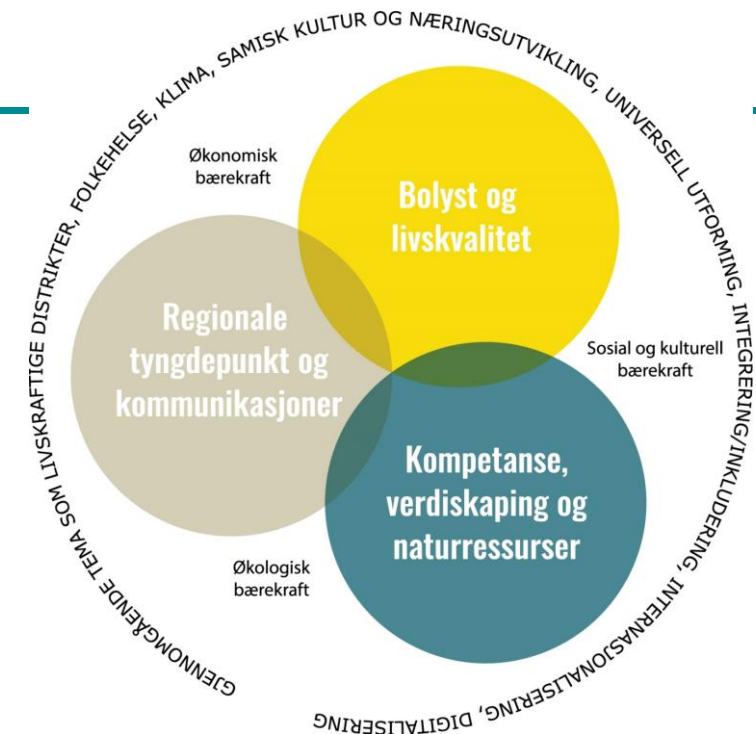 GJENNOMGÅENDE TEMA SOM LIVSKRAFTIGE DISTRIKTER, FOLKEHELSE, KLIMA, SAMISK KULTUR OG NÆRINGSUTVIKLING, UNIVERSELL UTFORMING, INTEGRERING/INKLUDERING, INTERNASJONALISERING, DIGITALISERING
Økonomisk
bærekraft
Bolyst og
livskvalitet
Regionale
tyngdepunkt og
kommunikasjoner
Sosial og kulturell
bærekraft
Kompetanse,
verdiskaping og
naturressurser
Økologisk
bærekraft